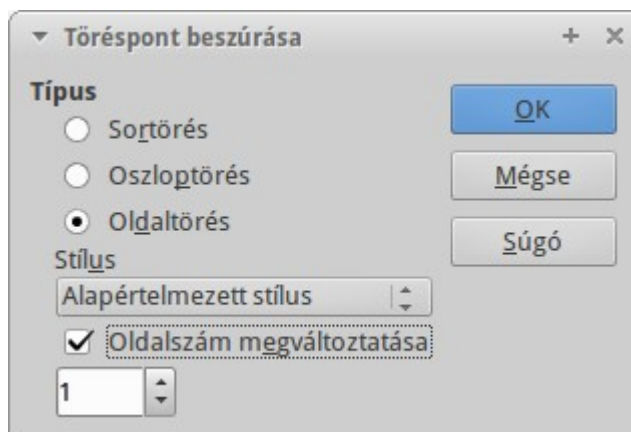 Töréspont beszúrása
Típus
Sortörés
Oszloptörés
Oldaltörés
Stílus
Alapértelmezett stílus
Oldalszám megváltoztatása
1
OK
Mégse
Súgó